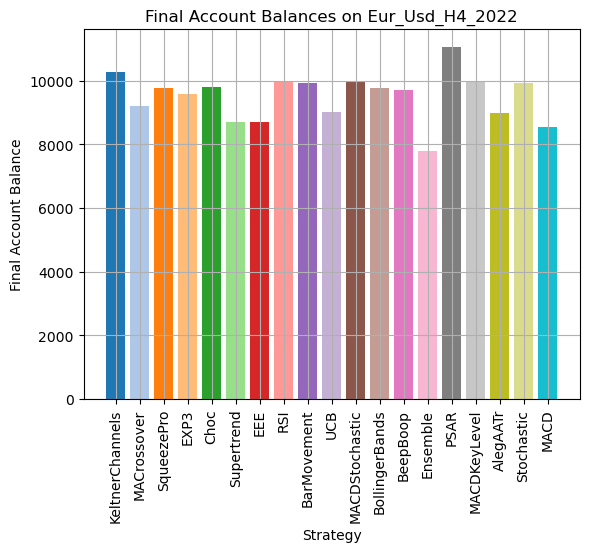 Final Account Balances on Eur_Usd_H4_2022
Final Account Balance
10000
8000
6000
4000
2000
0
KeltnerChannels
MACrossover
SqueezePro
EXP3
Choc
Supertrend
EEE
RSI
BarMovement
UCB
MACDStochastic
BollingerBands
BeepBoop
Ensemble
PSAR
MACDKeyLevel
AlegAATr
Stochastic
MACD
Strategy